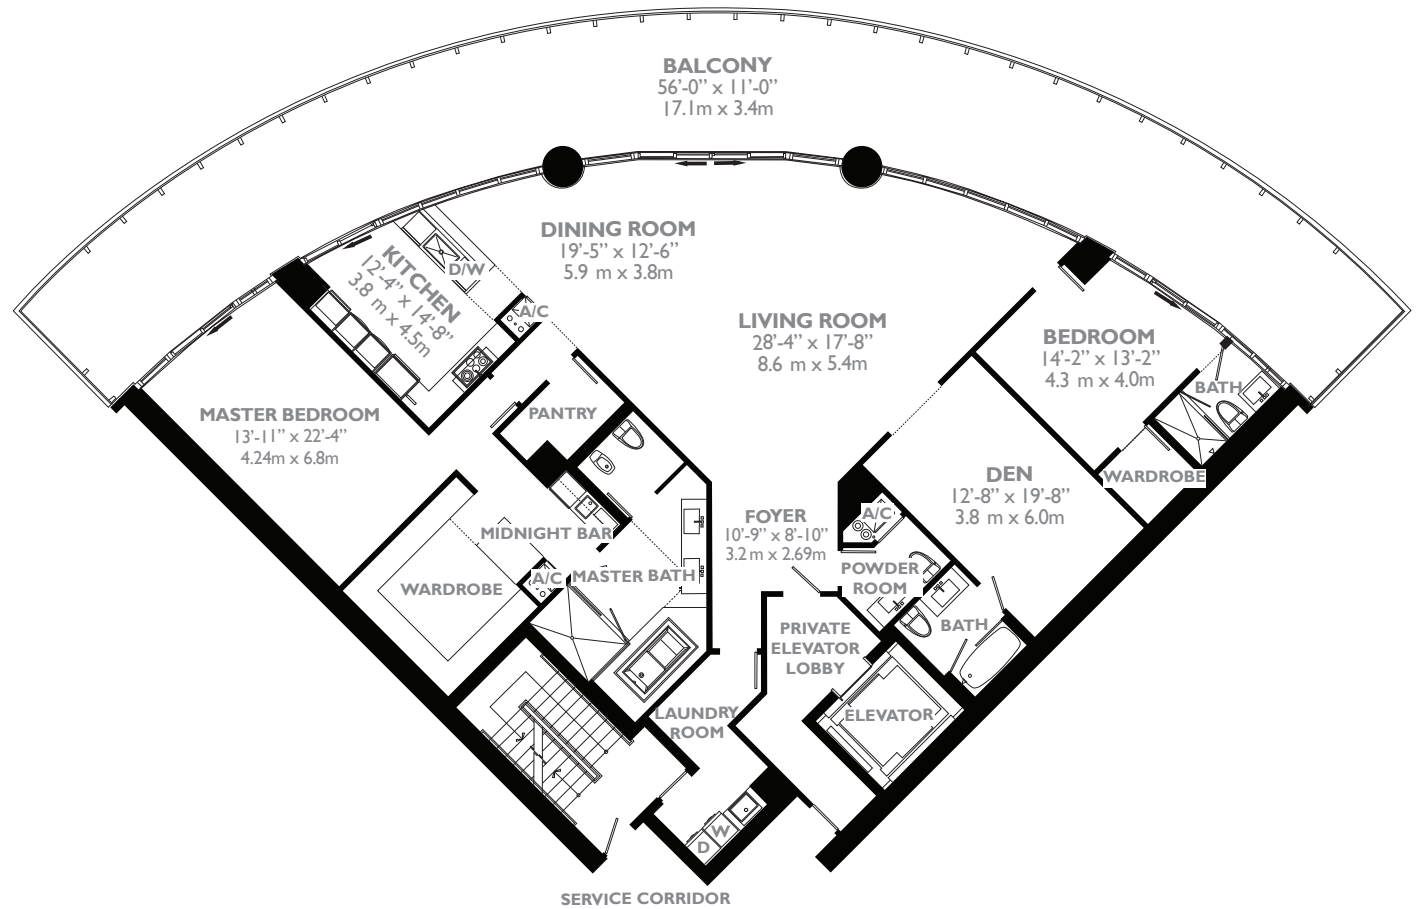 BALCONY
56’-0” x 11’-0”
17.1m x 3.4m
DINING ROOM
19’-5” x 12’-6”
5.9 m x 3.8m
KITCHEN
12’-4” x 14’-8”
3.8 m x 4.5m
D/W
A/C
LIVING ROOM
28’-4” x 17’-8”
8.6 m x 5.4m
BEDROOM
14’-2” x 13’-2”
4.3 m x 4.0m
BATH
WARDROBE
MASTER BEDROOM
13’-11” x 22’-4”
4.24m x 6.8m
PANTRY
DEN
12’-8” x 19’-8”
3.8 m x 6.0m
MIDNIGHT BAR
FOYER
10’-9” x 8’-10”
3.2 m x 2.69m
A/C
WARDROBE
A/C
MASTER BATH
POWDER
ROOM
BATH
PRIVATE
ELEVATOR
LOBBY
LAUNDRY
ROOM
ELEVATOR
W
D
SERVICE CORRIDOR